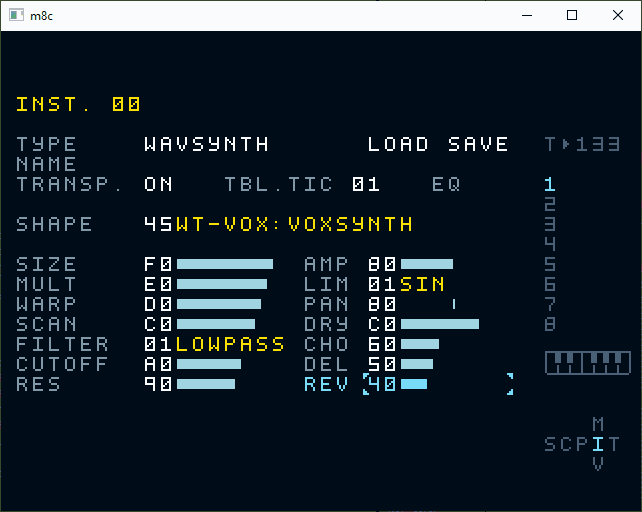 m8c
INST. 00
TYPE WAVSYNTH LOAD SAVE T▸133
NAME
TRANSP. ON TBL.TIC 01 EQ 1
2
SHAPE 45WT-VOX:VOXSYNTH 3
4
SIZE F0 AMP 80 5
MULT E0 LIM 01SIN 6
WARP D0 PAN 80 7
SCAN C0 DRY C0 8
FILTER 01LOWPASS CHO 60
CUTOFF A0 DEL 50
RES 90 REV 40
M
SCPIT
V